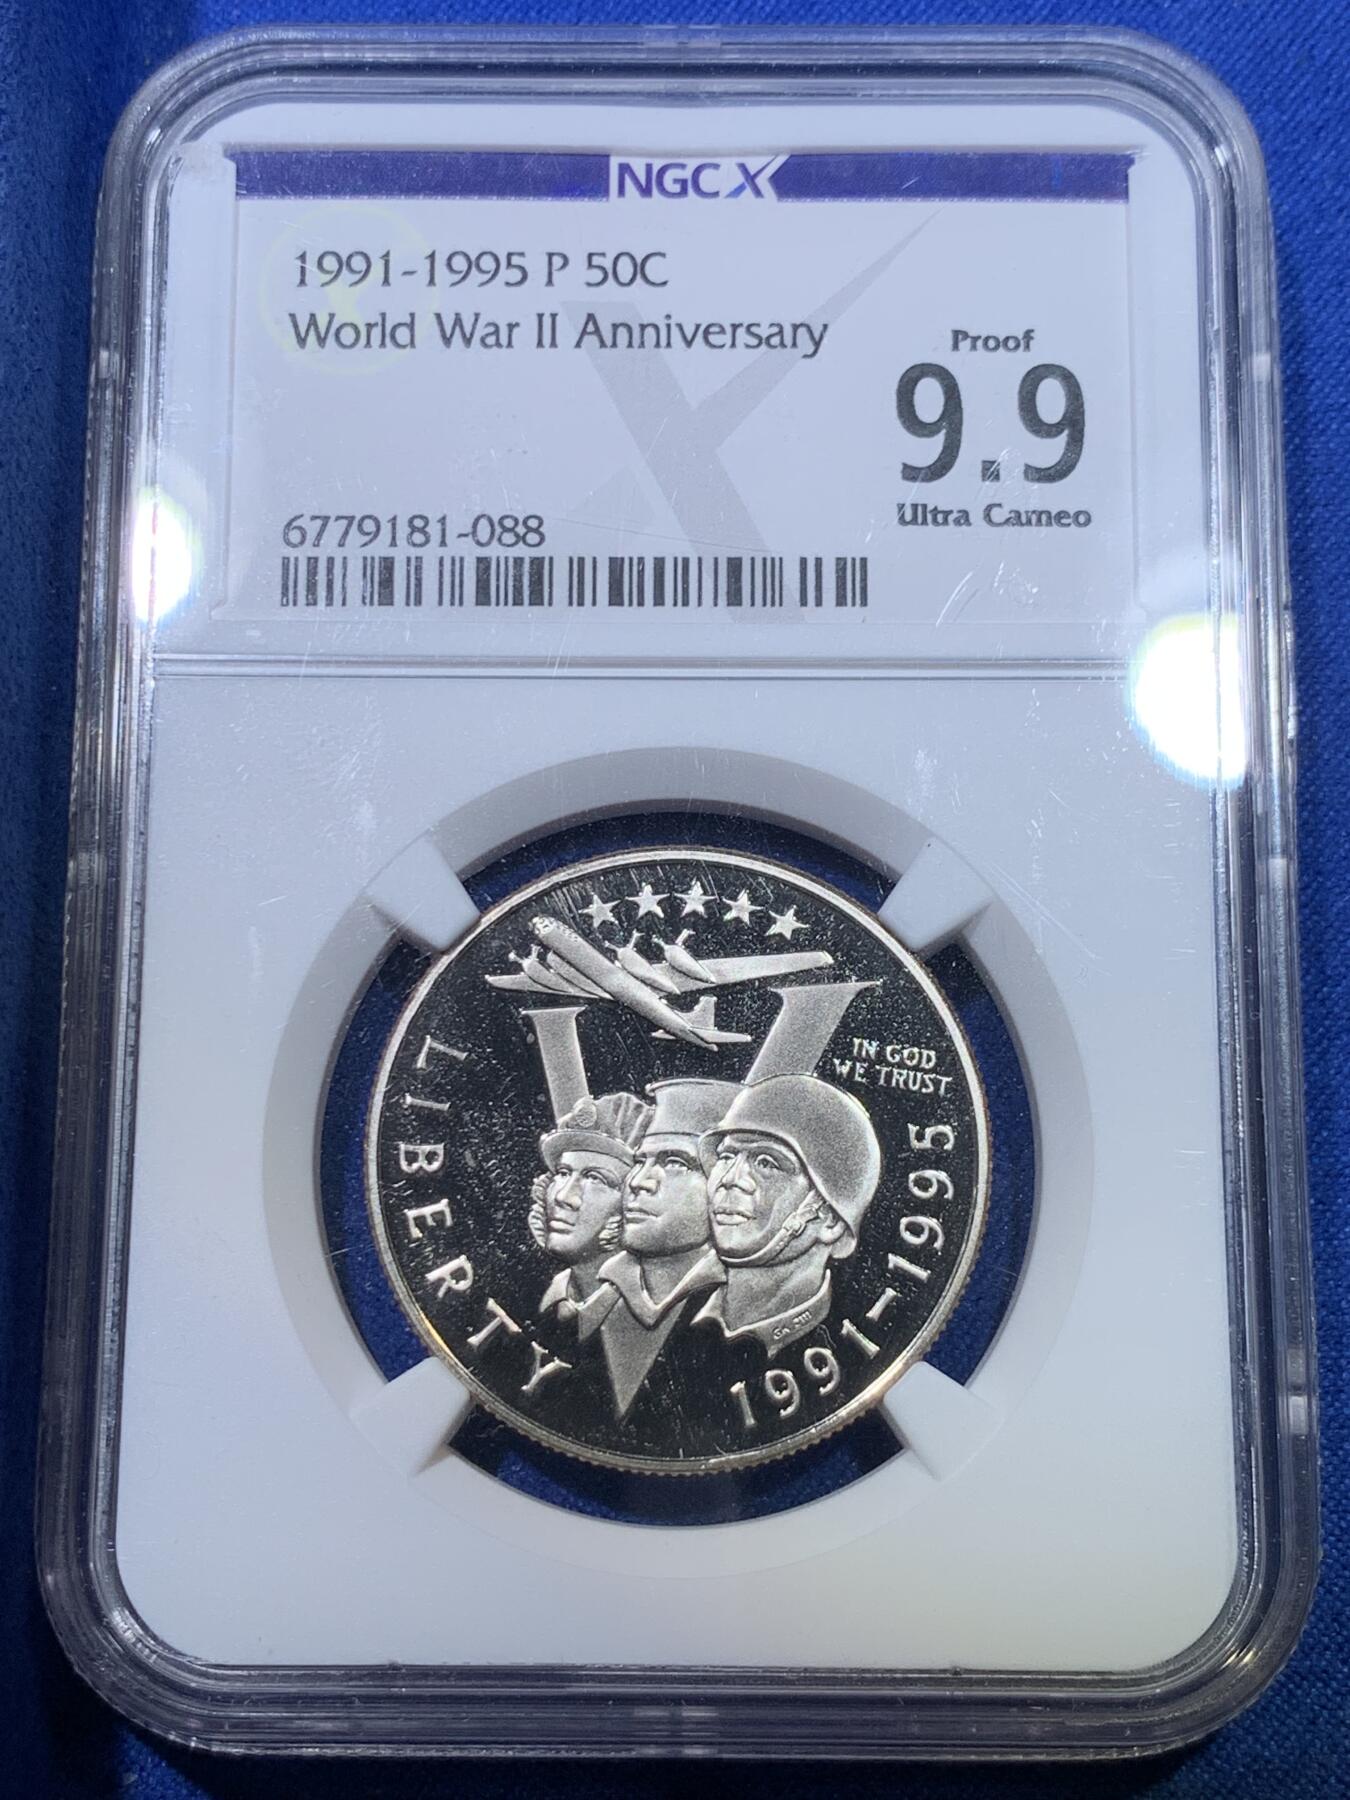 NGC X
1991-1995 P 50C
World War II Anniversary
Proof
9.9
Ultra Cameo
6779181-088
LIBERTY
IN GOD
WE TRUST
1991-1995